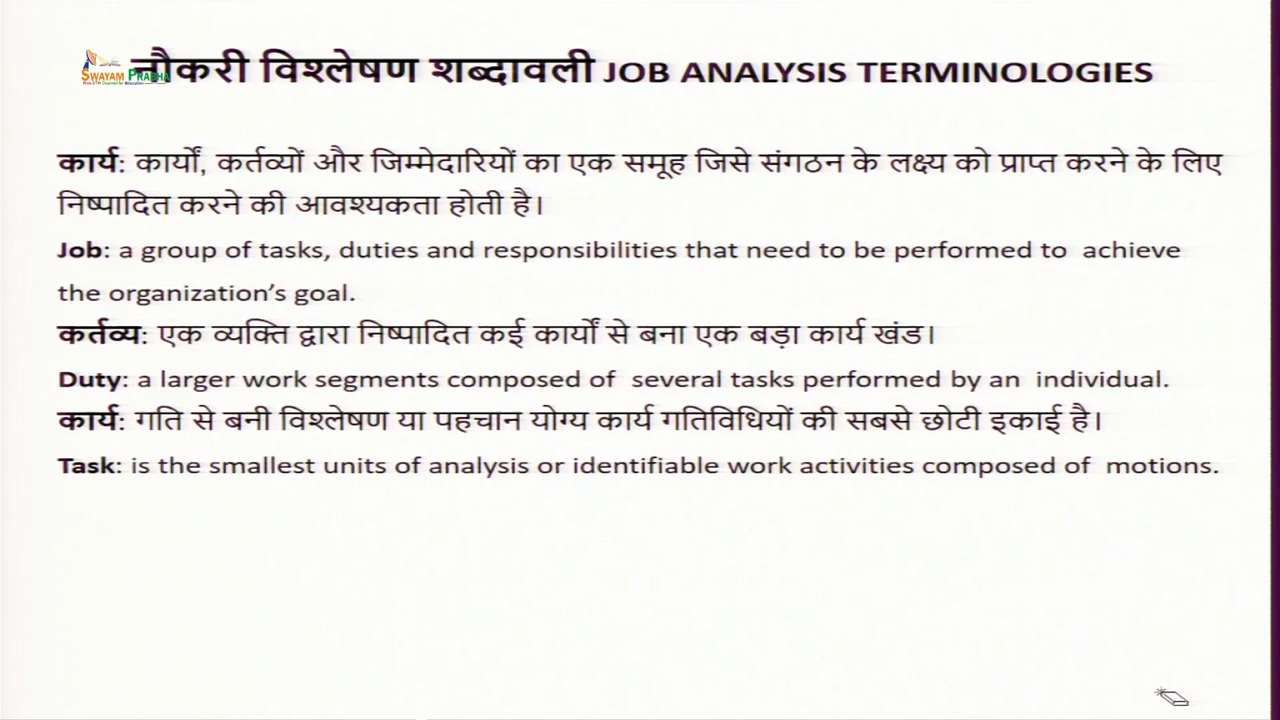 SWAYAM PRABHA
नौकरी विश्लेषण शब्दावली JOB ANALYSIS TERMINOLOGIES
कार्य: कार्यों, कर्तव्यों और जिम्मेदारियों का एक समूह जिसे संगठन के लक्ष्य को प्राप्त करने के लिए
निष्पादित करने की आवश्यकता होती है।
Job: a group of tasks, duties and responsibilities that need to be performed to achieve
the organization's goal.
कर्तव्य: एक व्यक्ति द्वारा निष्पादित कई कार्यों से बना एक बड़ा कार्य खंड।
Duty: a larger work segments composed of several tasks performed by an individual.
कार्य: गति से बनी विश्लेषण या पहचान योग्य कार्य गतिविधियों की सबसे छोटी इकाई है।
Task: is the smallest units of analysis or identifiable work activities composed of motions.